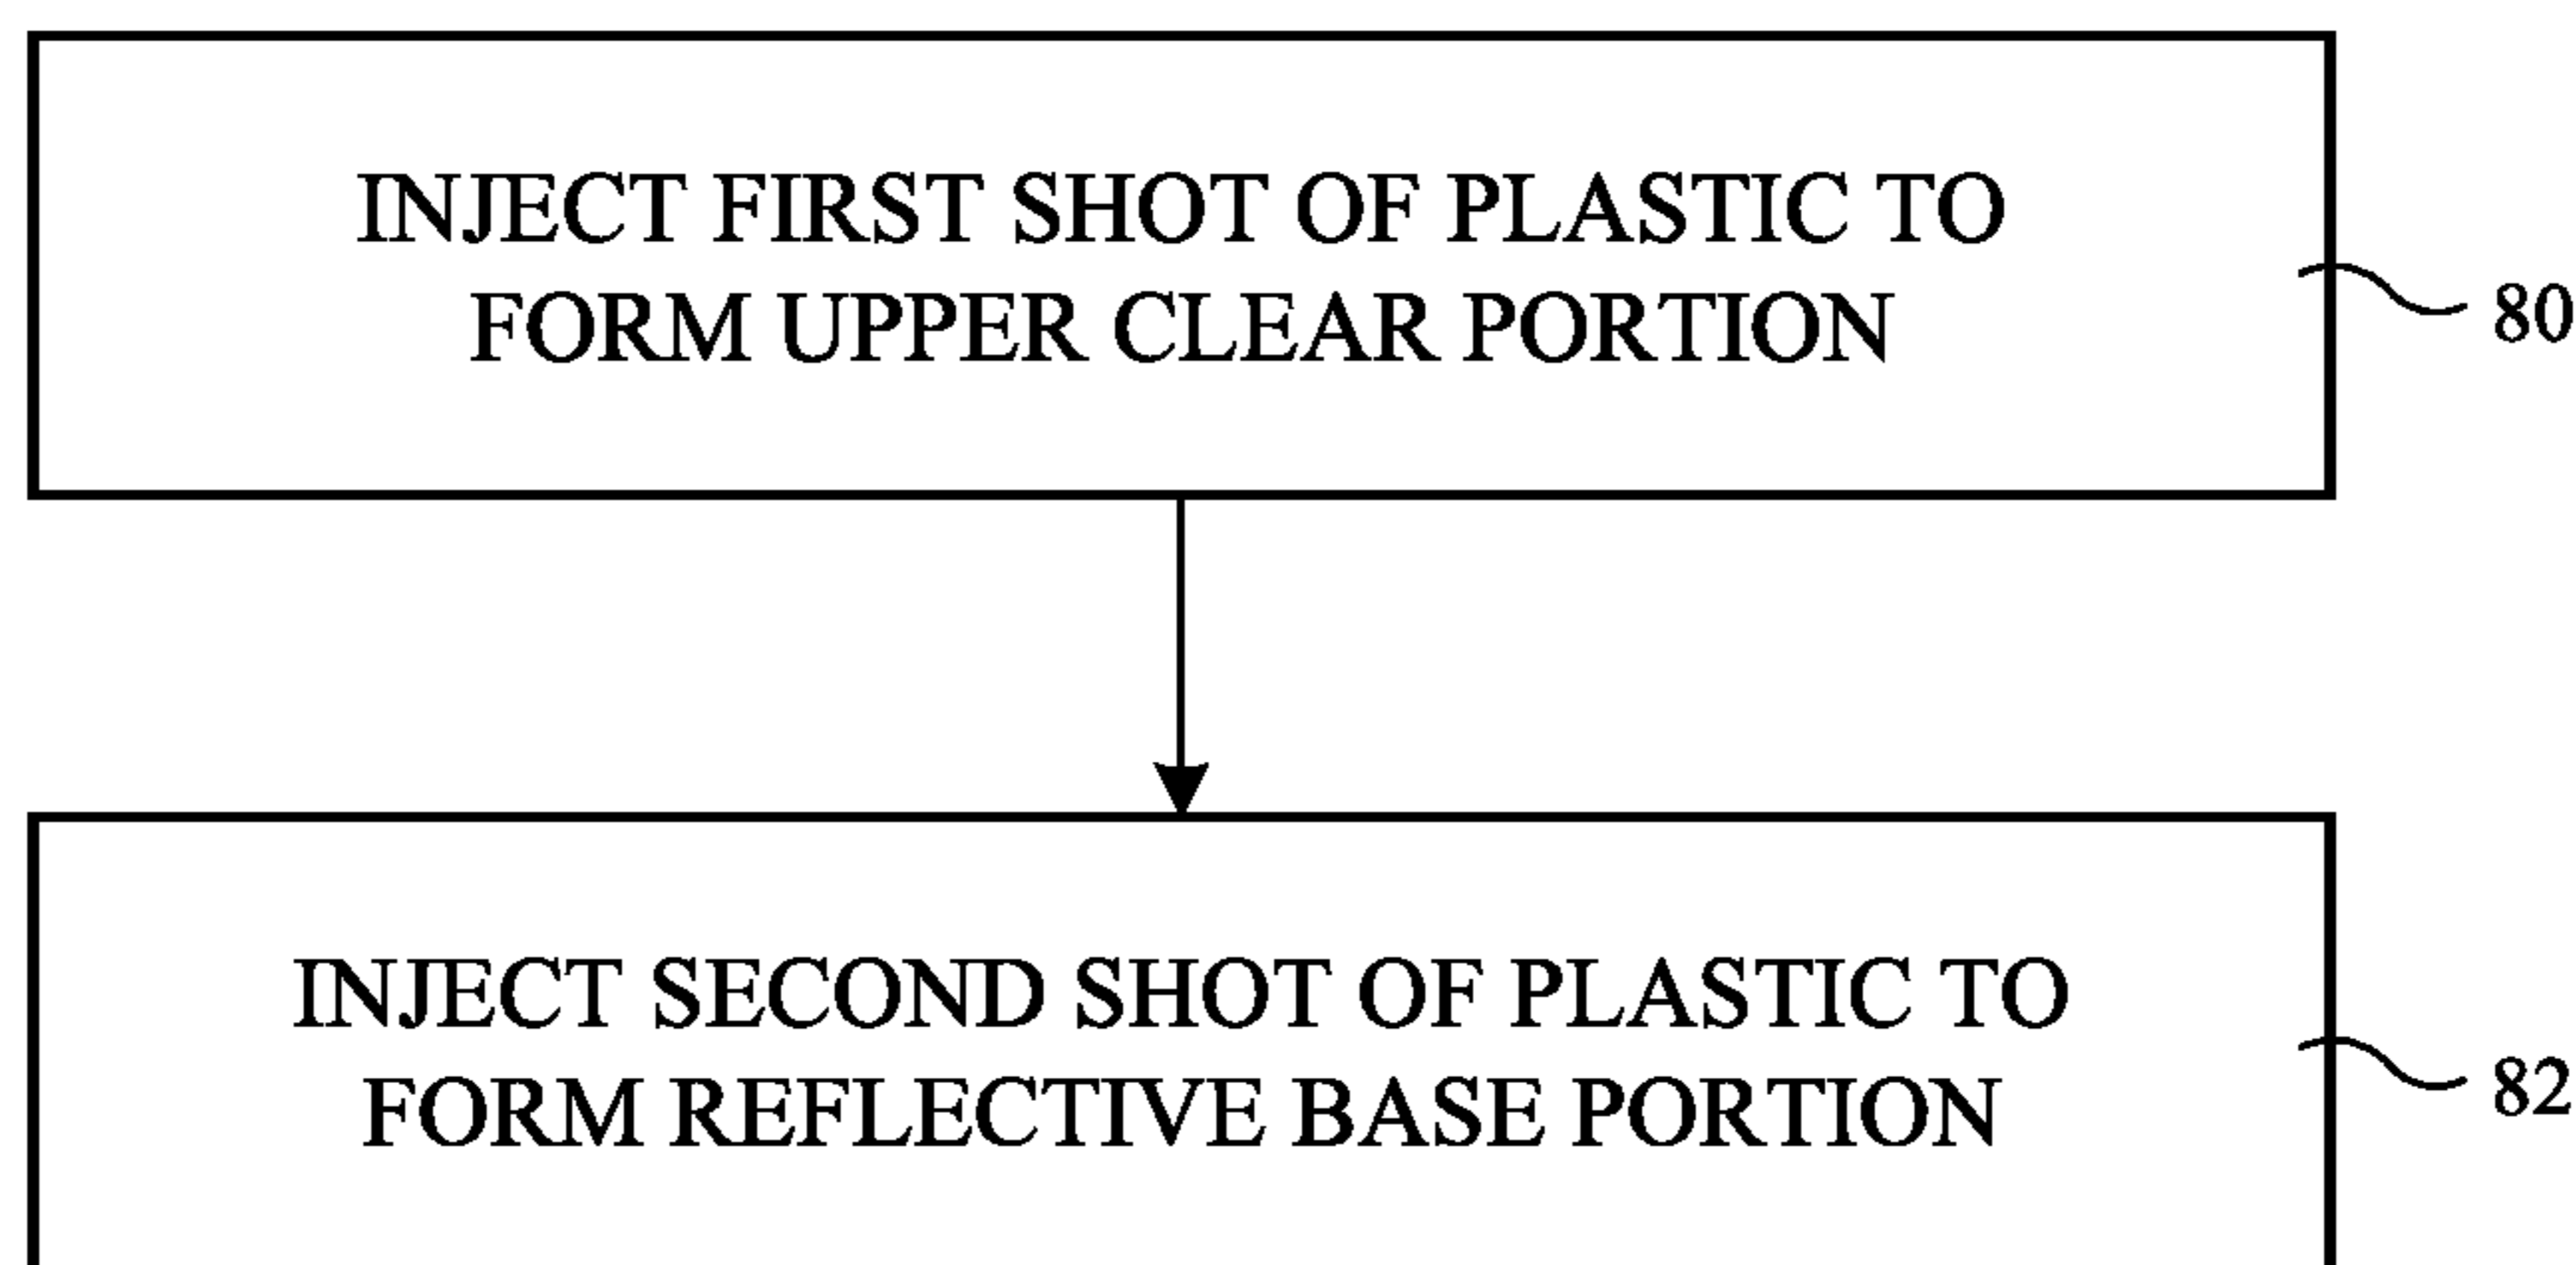 INJECT FIRST SHOT OF PLASTIC TO
FORM UPPER CLEAR PORTION
80
INJECT SECOND SHOT OF PLASTIC TO
FORM REFLECTIVE BASE PORTION
82